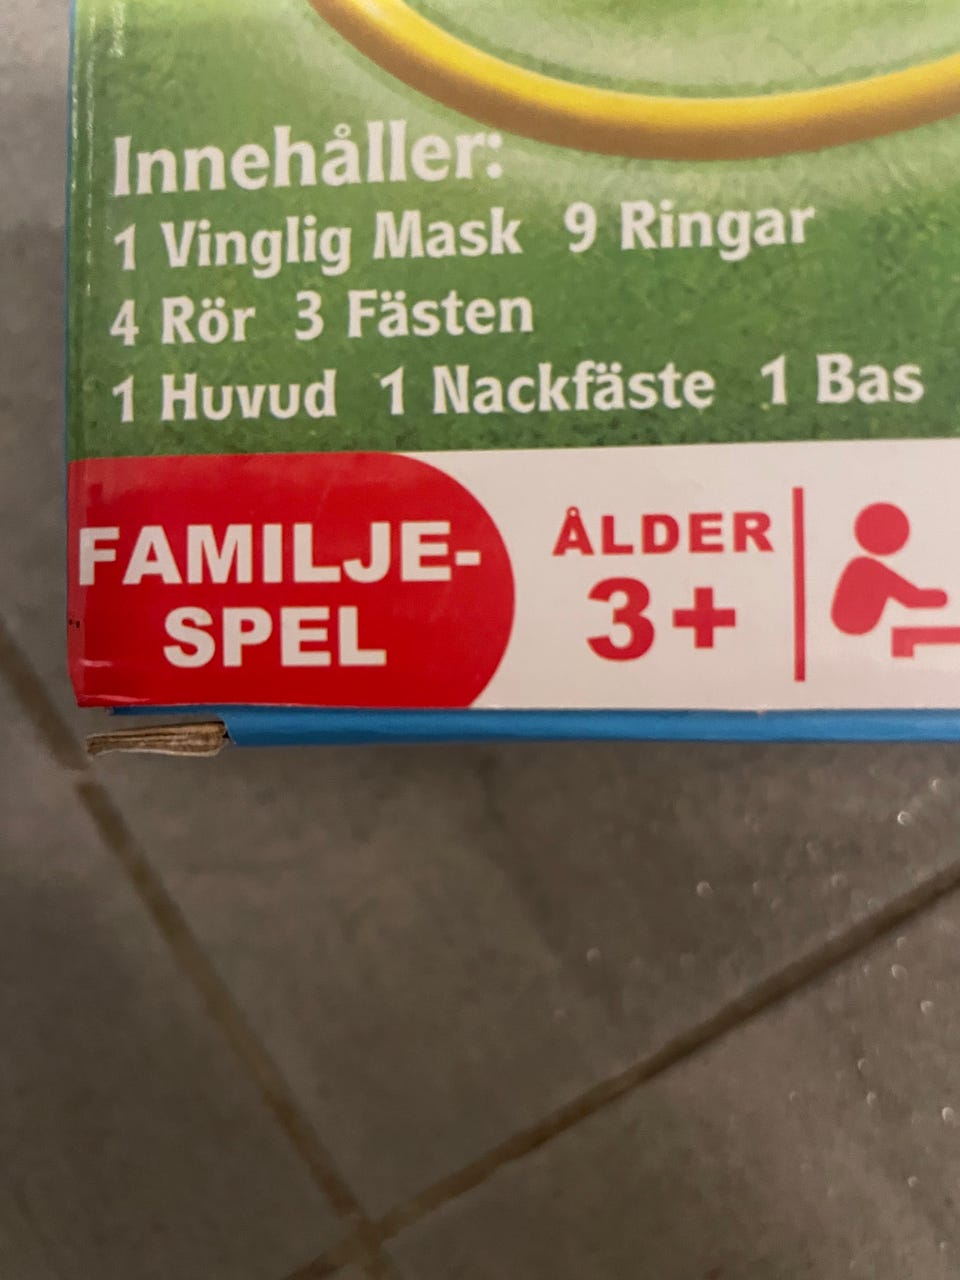 Innehåller:
1 Vinglig Mask 9 Ringar
4 Rör 3 Fästen
1 Huvud 1 Nackfäste 1 Bas
FAMILJE-
SPEL
ÅLDER
3+